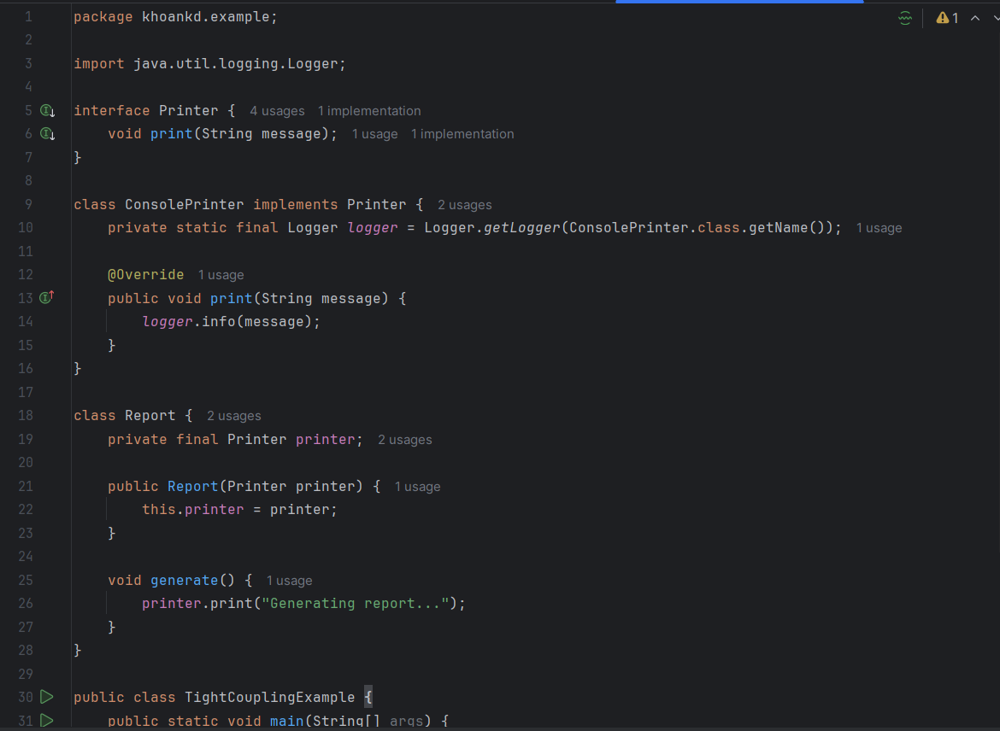 1 package khoankd.example;
⚠1
2
3 import java.util.logging.Logger;
4
5 interface Printer {  4 usages  1 implementation
6     void print(String message);  1 usage  1 implementation
7 }
8
9 class ConsolePrinter implements Printer {  2 usages
10     private static final Logger logger = Logger.getLogger(ConsolePrinter.class.getName());  1 usage
11
12     @Override  1 usage
13     public void print(String message) {
14         logger.info(message);
15     }
16 }
17
18 class Report {  2 usages
19     private final Printer printer;  2 usages
20
21     public Report(Printer printer) {  1 usage
22         this.printer = printer;
23     }
24
25     void generate() {  1 usage
26         printer.print("Generating report...");
27     }
28 }
29
30 public class TightCouplingExample {
31     public static void main(String[] args) {